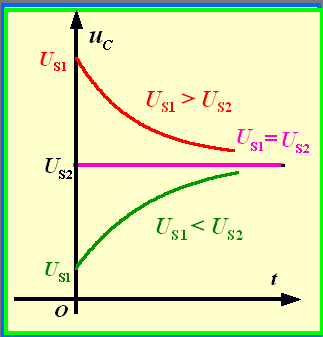 u_C
U_S1
U_S1 > U_S2
U_S1 = U_S2
U_S2
U_S1 < U_S2
U_S1
t
O